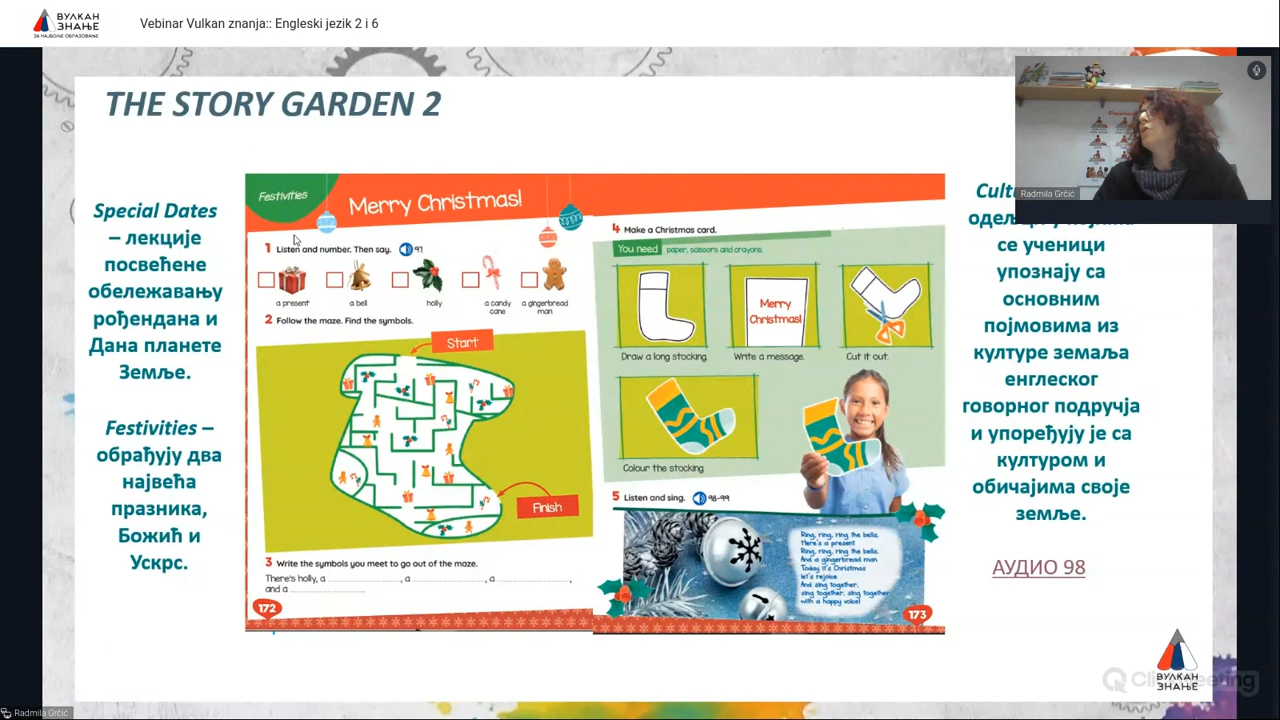 ВУЛКАН
ЗНАЊЕ
ЗА НАЈБОЉЕ ОБРАЗОВАЊЕ
Vebinar Vulkan znanja:: Engleski jezik 2 i 6
THE STORY GARDEN 2
Radmila Grčić
Special Dates
– лекције
посвећене
обележавању
рођендана и
Дана планете
Земље.
Festivities –
обрађују два
највећа
празника,
Божић и
Ускрс.
Festivities
Merry Christmas!
1 Listen and number. Then say. 97
a present
a bell
holly
a candy
cane
a gingerbread
man
2 Follow the maze. Find the symbols.
Start
Finish
3 Write the symbols you meet to go out of the maze.
There's holly, a , a , a ,
and a
172
4 Make a Christmas card.
You need paper, scissors and crayons.
Merry
Christmas!
Draw a long stocking.
Write a message.
Cut it out.
Colour the stocking.
5 Listen and sing. 98-99
Ring, ring, ring the bells,
Here's a present
Ring, ring, ring the bells,
And a gingerbread man
Today it's Christmas
let's rejoice
And sing together,
sing together, sing together
with a happy voice!
173
се ученици
упознају са
основним
појмовима из
културе земаља
енглеског
говорног подручја
и упоређују је са
културом и
обичајима своје
земље.
АУДИО 98
ВУЛКАН
ЗНАЊЕ
Radmila Grčić